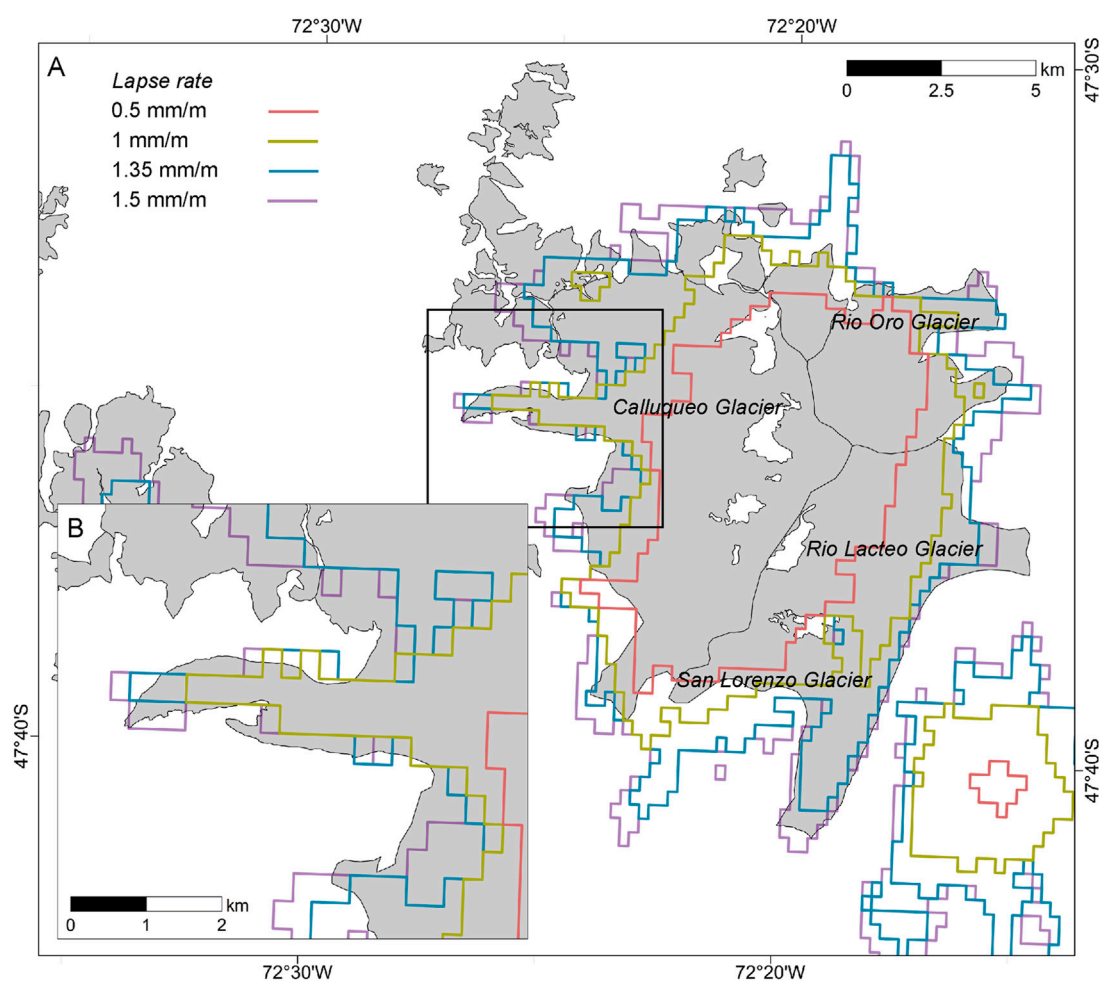 72°30'W
72°20'W
A
Lapse rate
0.5 mm/m
1 mm/m
1.35 mm/m
1.5 mm/m
km
0
2.5
5
47°30'S
Rio Oro Glacier
Calluqueo Glacier
B
Rio Lacteo Glacier
San Lorenzo Glacier
47°40'S
47°40'S
km
0
1
2
72°30'W
72°20'W